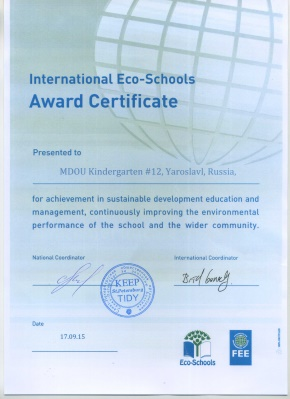 International Eco-Schools
Award Certificate
Presented to
MDOU Kindergarten #12, Yaroslavl, Russia,
for achievement in sustainable development education and
management, continuously improving the environmental
performance of the school and the wider community.
National Coordinator
International Coordinator
KEEP
St.Petersburg
TIDY
Date
17.09.15
Eco-Schools
FEE